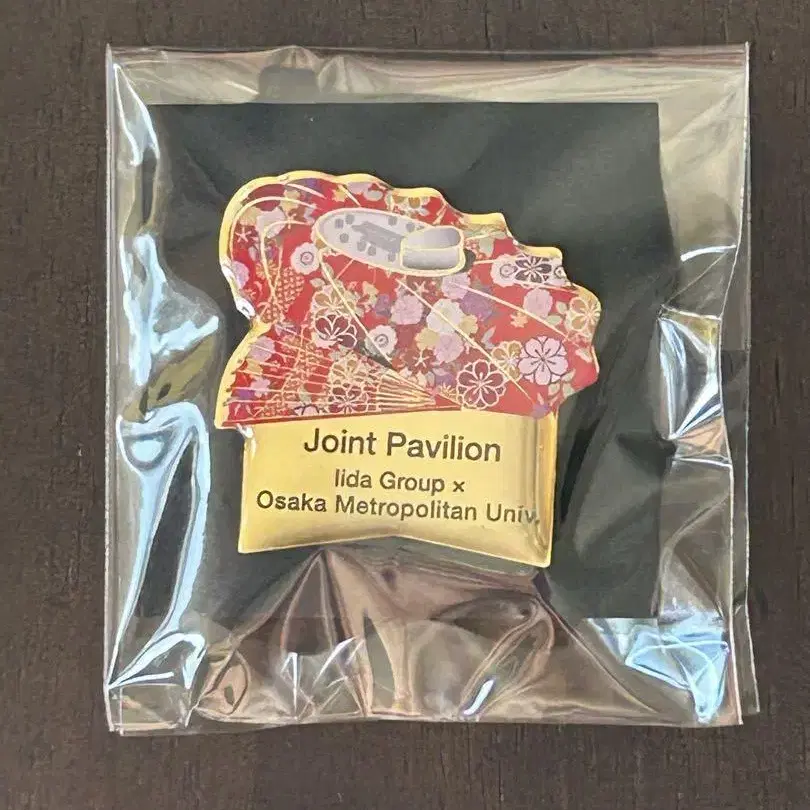 Joint Pavilion
Iida Group ×
Osaka Metropolitan Univ.